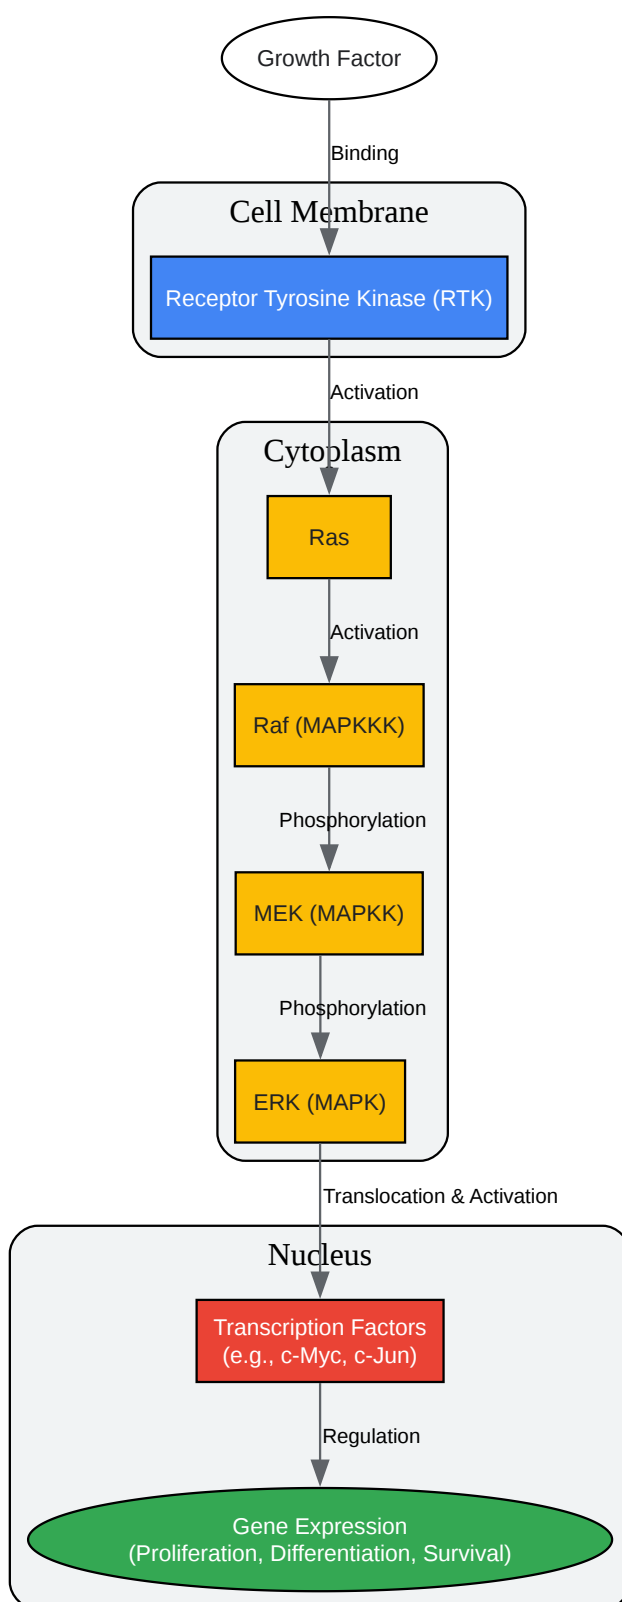 Growth Factor
Binding
Cell Membrane
Receptor Tyrosine Kinase (RTK)
Activation
Cytoplasm
Ras
Activation
Raf (MAPKKK)
Phosphorylation
MEK (MAPKK)
Phosphorylation
ERK (MAPK)
Translocation & Activation
Nucleus
Transcription Factors
(e.g., c-Myc, c-Jun)
Regulation
Gene Expression
(Proliferation, Differentiation, Survival)